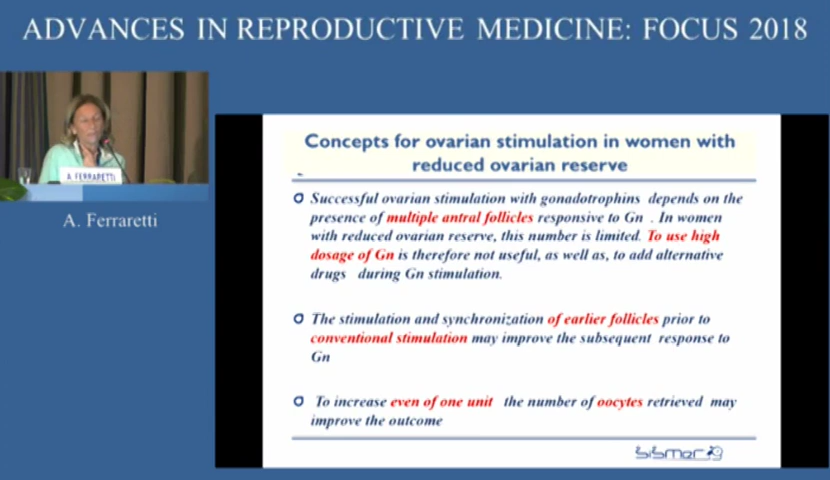 ADVANCES IN REPRODUCTIVE MEDICINE: FOCUS 2018
A. FERRARETTI
A. Ferraretti
Concepts for ovarian stimulation in women with
reduced ovarian reserve
Successful ovarian stimulation with gonadotrophins depends on the
presence of multiple antral follicles responsive to Gn . In women
with reduced ovarian reserve, this number is limited. To use high
dosage of Gn is therefore not useful, as well as, to add alternative
drugs during Gn stimulation.
The stimulation and synchronization of earlier follicles prior to
conventional stimulation may improve the subsequent response to
Gn
To increase even of one unit the number of oocytes retrieved may
improve the outcome
sismer